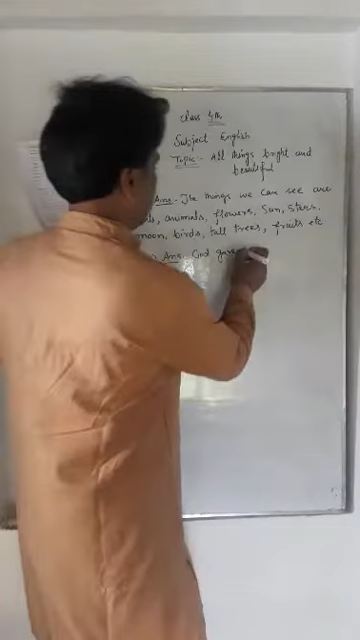 Class 4th
Subject English
Topic:- All things bright and
beautiful
Ans:- The things we can see are
animals, flowers, Sun, Stars,
moon, birds, tall trees, fruits etc
Ans. God gave